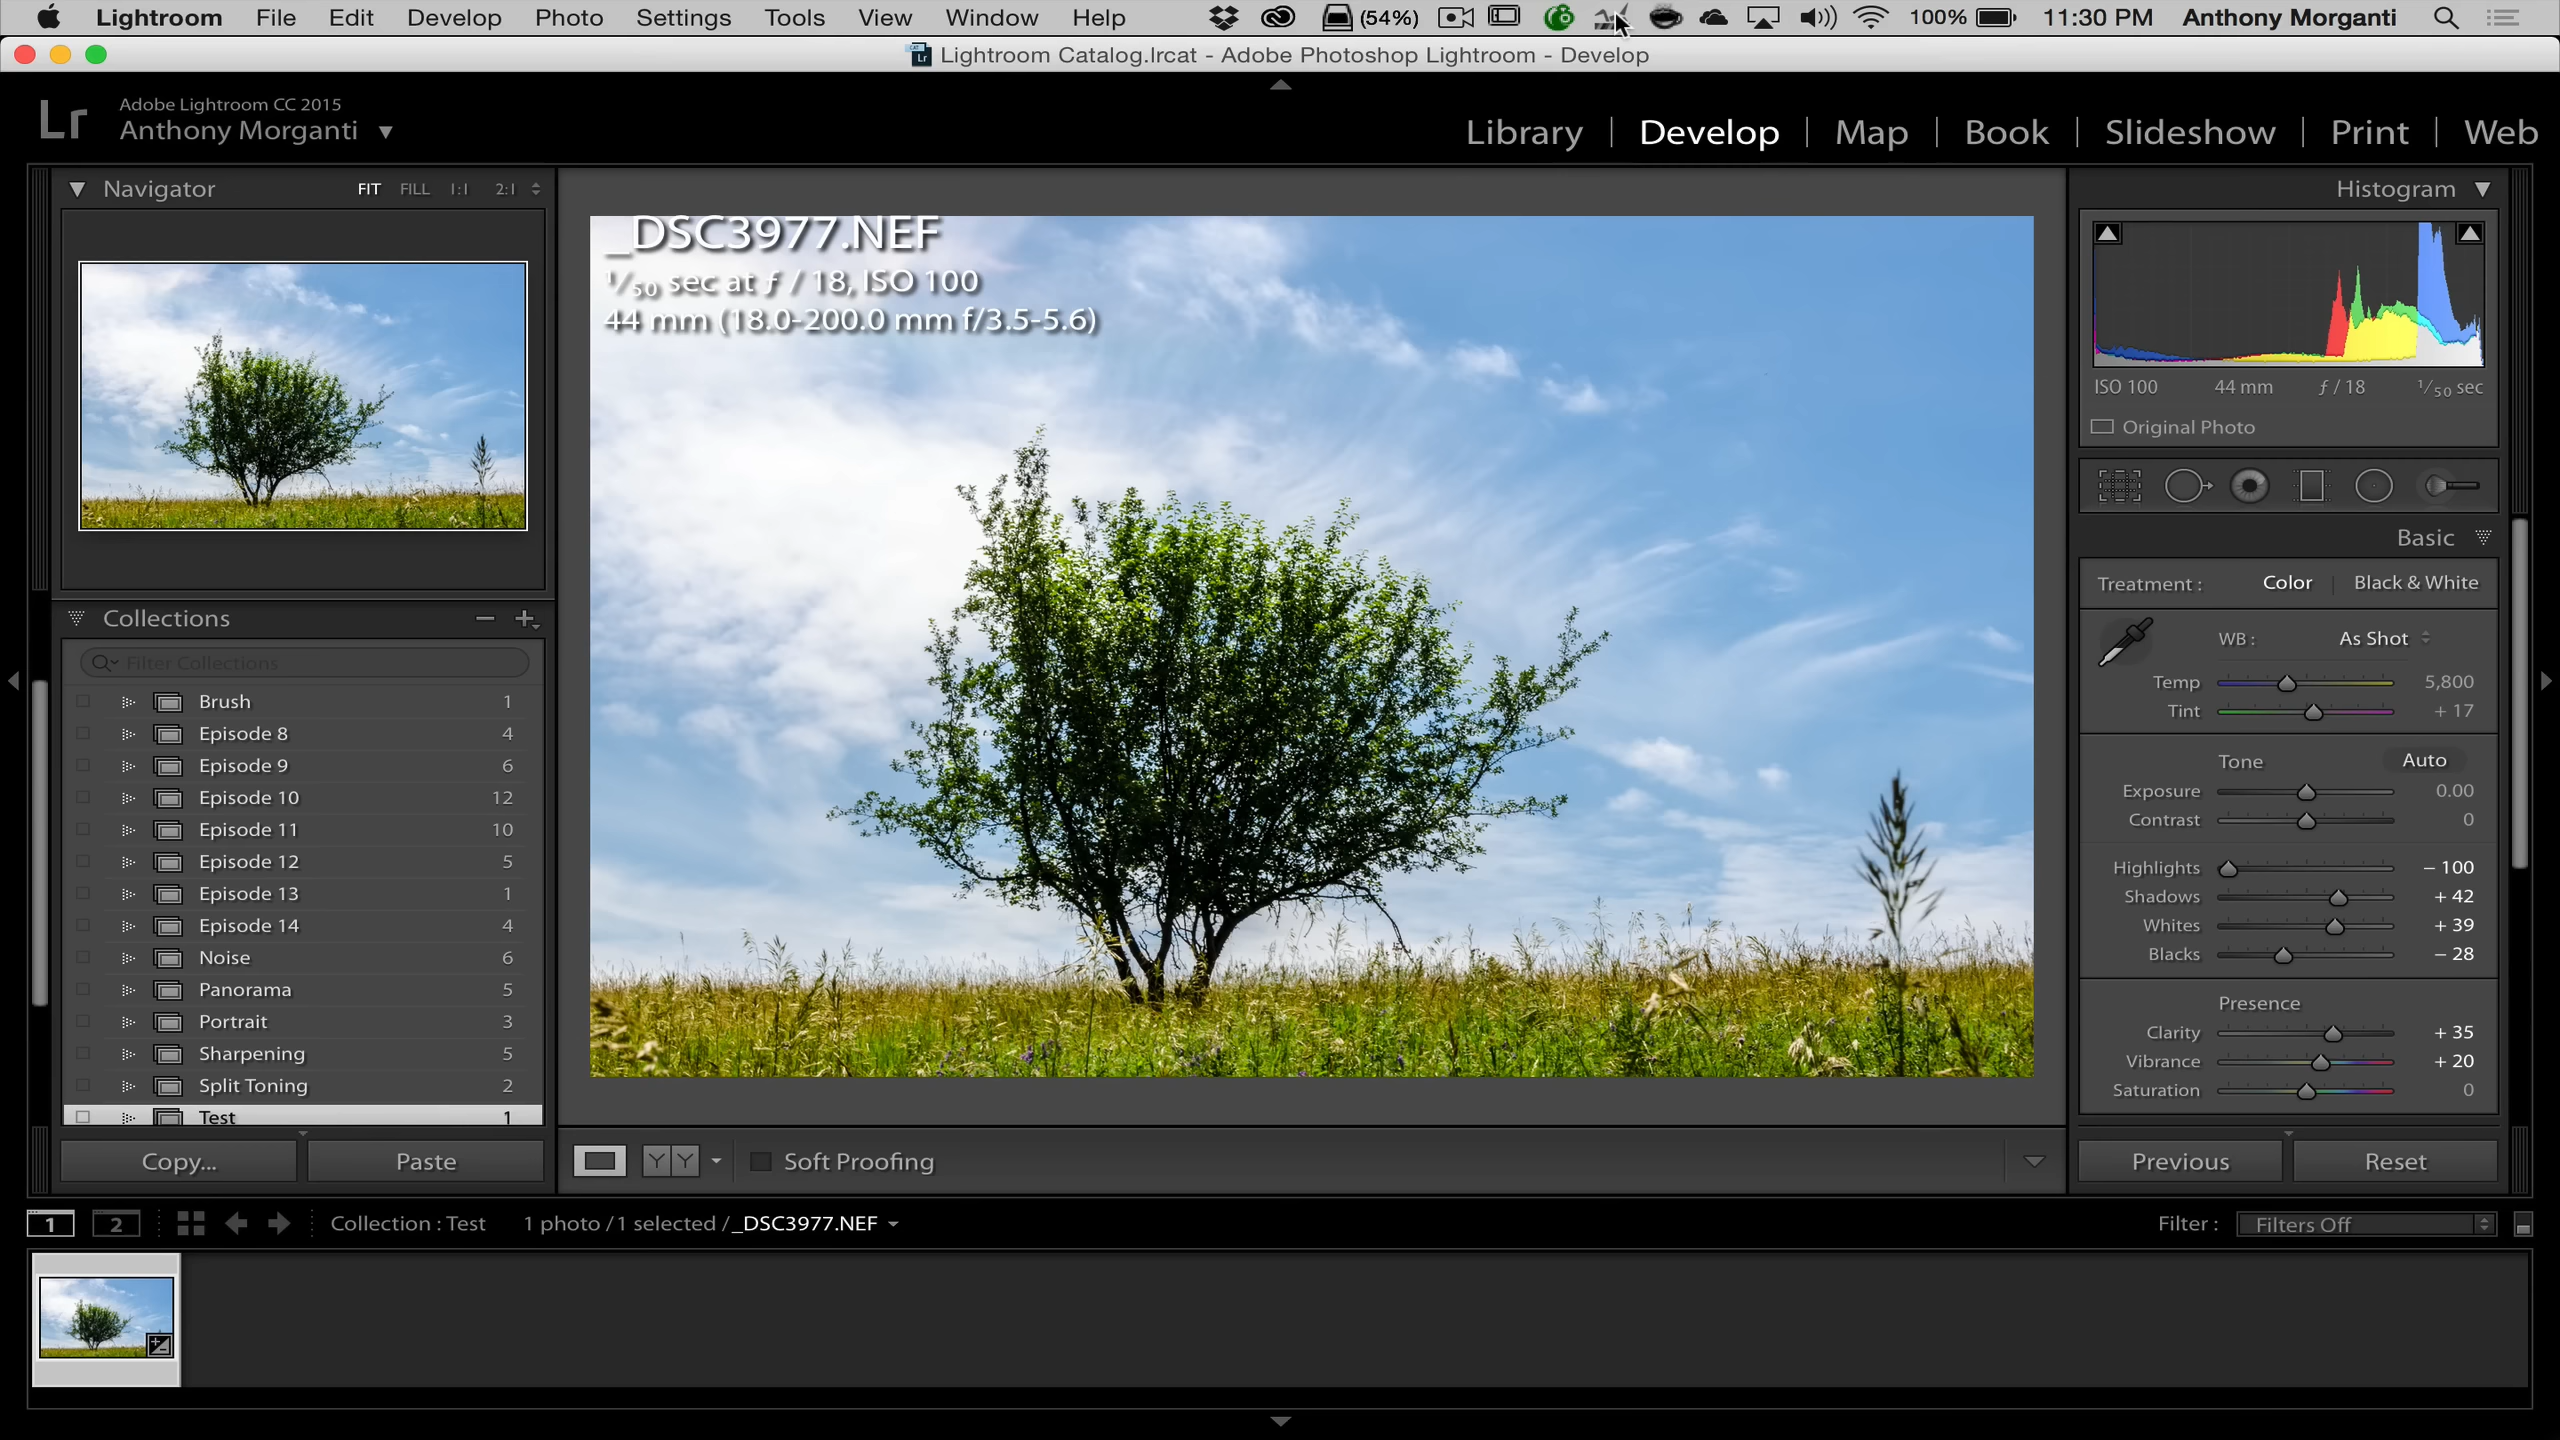 Lightroom File Edit Develop Photo Settings Tools View Window Help (54%) 100% 11:30 PM Anthony Morganti
Lightroom Catalog.lrcat - Adobe Photoshop Lightroom - Develop
Lr Adobe Lightroom CC 2015
Anthony Morganti
Library | Develop | Map | Book | Slideshow | Print | Web
Navigator FIT FILL 1:1 2:1
_DSC3977.NEF
1/50 sec at ƒ / 18, ISO 100
44 mm (18.0-200.0 mm f/3.5-5.6)
Collections
Filter Collections
Brush 1
Episode 8 4
Episode 9 6
Episode 10 12
Episode 11 10
Episode 12 5
Episode 13 1
Episode 14 4
Noise 6
Panorama 5
Portrait 3
Sharpening 5
Split Toning 2
Test 1
Copy... Paste
YY Soft Proofing
Histogram
ISO 100 44 mm ƒ / 18 1/50 sec
Original Photo
Basic
Treatment : Color | Black & White
WB : As Shot
Temp 5,800
Tint + 17
Tone Auto
Exposure 0.00
Contrast 0
Highlights − 100
Shadows + 42
Whites + 39
Blacks − 28
Presence
Clarity + 35
Vibrance + 20
Saturation 0
Previous Reset
1 2 Collection : Test 1 photo / 1 selected / _DSC3977.NEF Filter : Filters Off